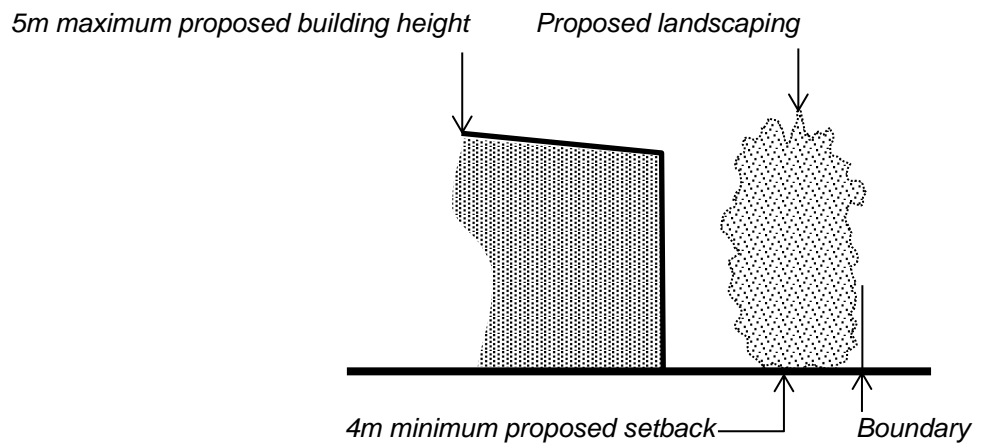 5m maximum proposed building height
Proposed landscaping
4m minimum proposed setback
Boundary